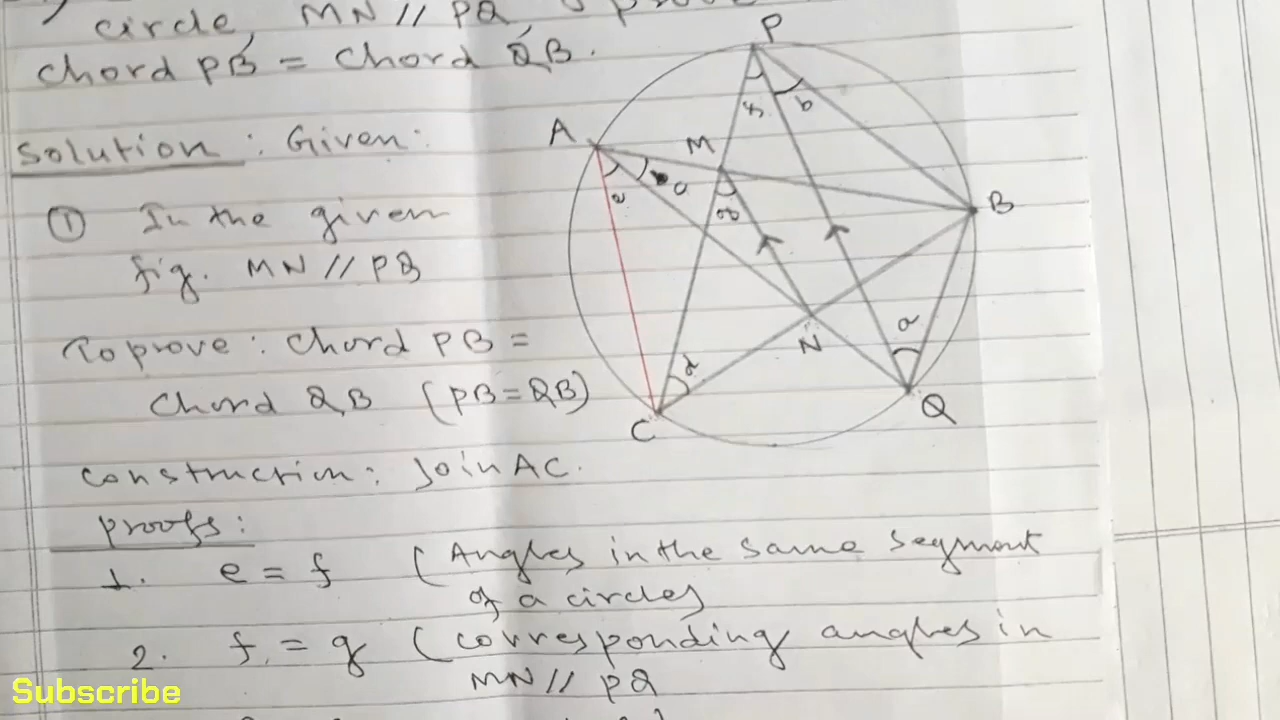 circle, MN // PQ,
chord PB = chord QB.
Solution : Given:
① In the given
fig. MN // PQ
To prove : chord PB =
chord QB (PB = QB)
construction: Join AC.
proofs:
1. e = f (Angles in the same segment
of a circles
2. f = g (corresponding angles in
MN // PQ
P
A
M
B
N
Q
C
f
b
e
c
g
a
d
Subscribe